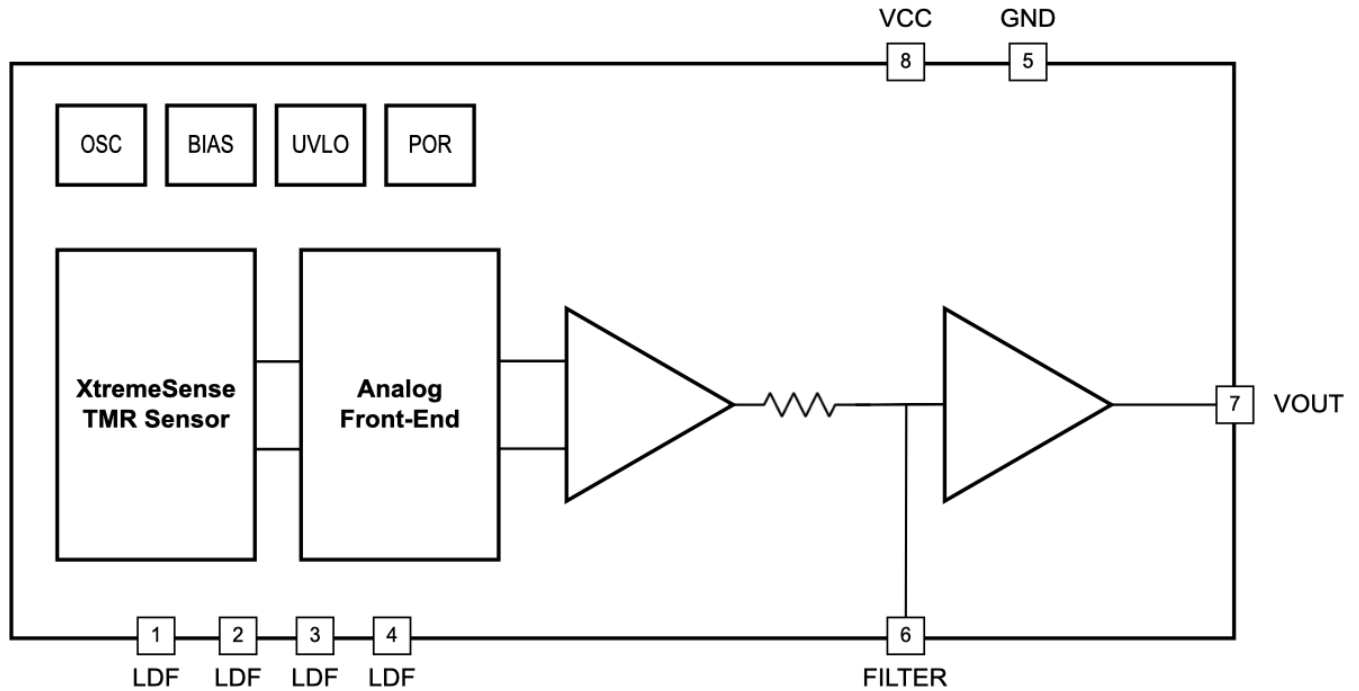 VCC
GND
8
5
OSC
BIAS
UVLO
POR
XtremeSense
TMR Sensor
Analog
Front-End
7
VOUT
1
2
3
4
6
LDF
LDF
LDF
LDF
FILTER